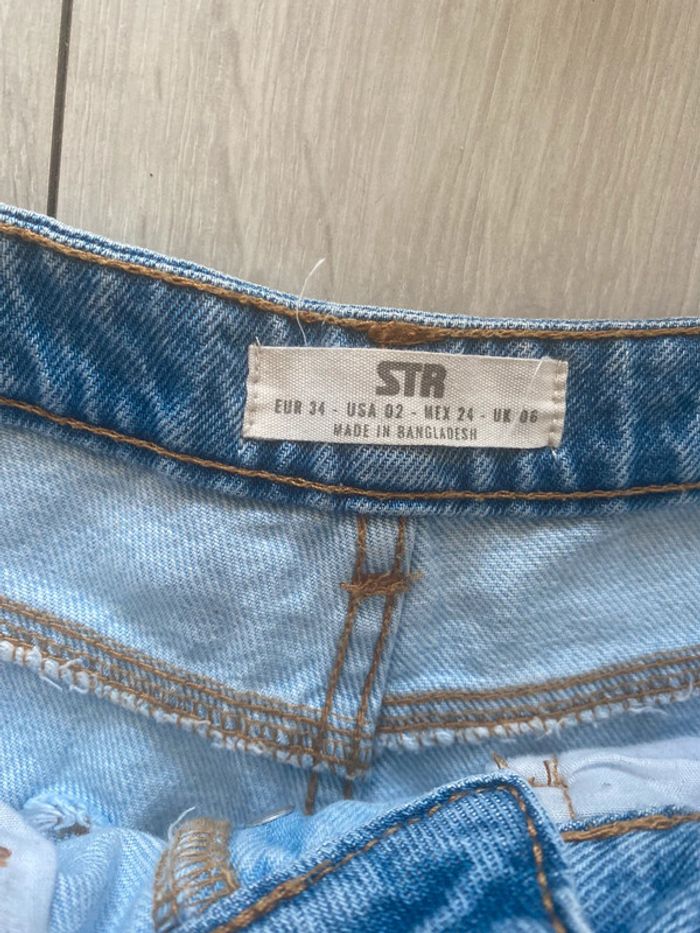 STR
EUR 34 - USA 02 - MEX 24 - UK 06
MADE IN BANGLADESH